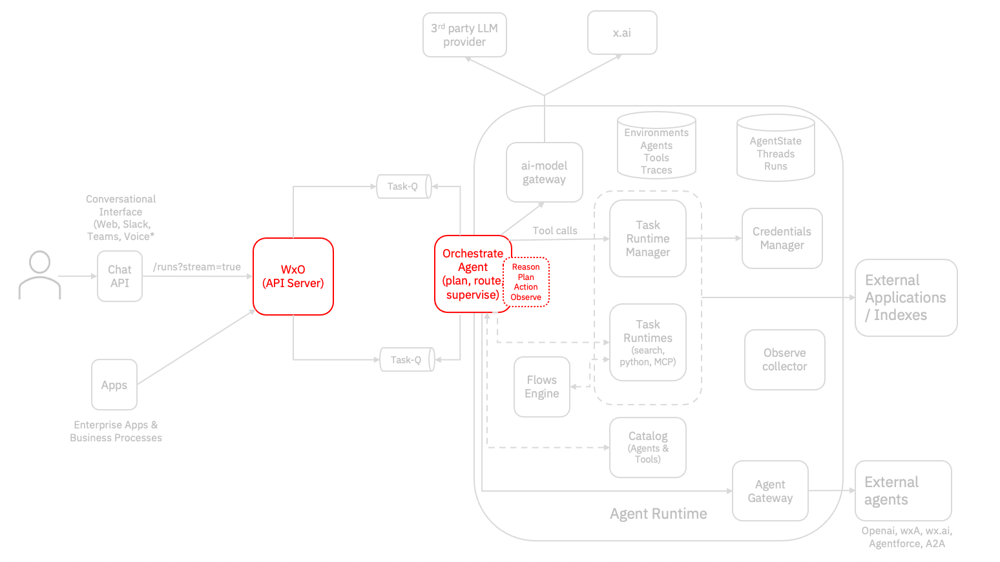 3rd party LLM
provider
x.ai
Environments
Agents
Tools
Traces
AgentState
Threads
Runs
ai-model
gateway
Task-Q
Conversational
Interface
(Web, Slack,
Teams, Voice*
Tool calls
Task
Runtime
Manager
Credentials
Manager
Chat
API
/runs?stream=true
WxO
(API Server)
Orchestrate
Agent
(plan, route,
supervise)
Reason
Plan
Action
Observe
External
Applications
/ Indexes
Task
Runtimes
(search,
python, MCP)
Task-Q
Observe
collector
Apps
Flows
Engine
Enterprise Apps &
Business Processes
Catalog
(Agents &
Tools)
Agent
Gateway
External
agents
Agent Runtime
Openai, wxA, wx.ai,
Agentforce, A2A